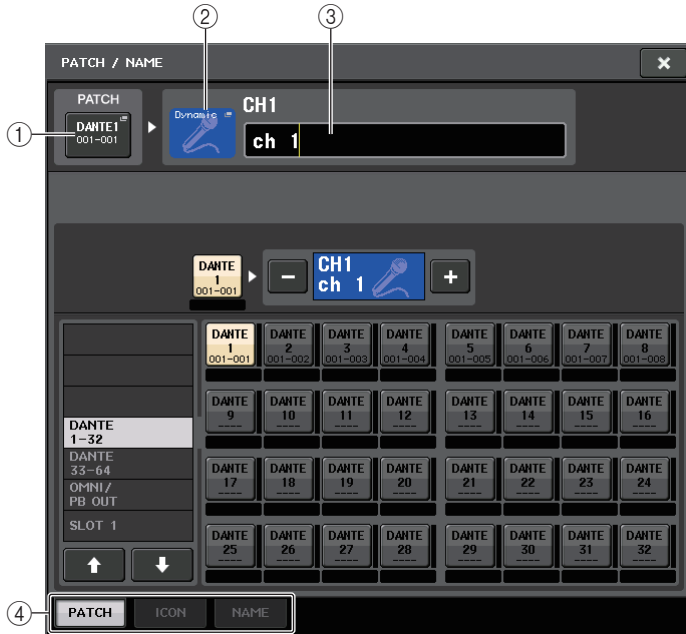 ② ③
PATCH / NAME ×
PATCH
① DANTE1
001-001
Dynamic
CH1
ch 1
DANTE
1
001-001
−
CH1
ch 1
+
DANTE
1-32
DANTE
33-64
OMNI/
PB OUT
SLOT 1
DANTE DANTE DANTE DANTE DANTE DANTE DANTE DANTE
1 2 3 4 5 6 7 8
001-001 001-002 001-003 001-004 001-005 001-006 001-007 001-008
DANTE DANTE DANTE DANTE DANTE DANTE DANTE DANTE
9 10 11 12 13 14 15 16
---- ---- ---- ---- ---- ---- ---- ----
DANTE DANTE DANTE DANTE DANTE DANTE DANTE DANTE
17 18 19 20 21 22 23 24
---- ---- ---- ---- ---- ---- ---- ----
DANTE DANTE DANTE DANTE DANTE DANTE DANTE DANTE
25 26 27 28 29 30 31 32
---- ---- ---- ---- ---- ---- ---- ----
④ PATCH ICON NAME